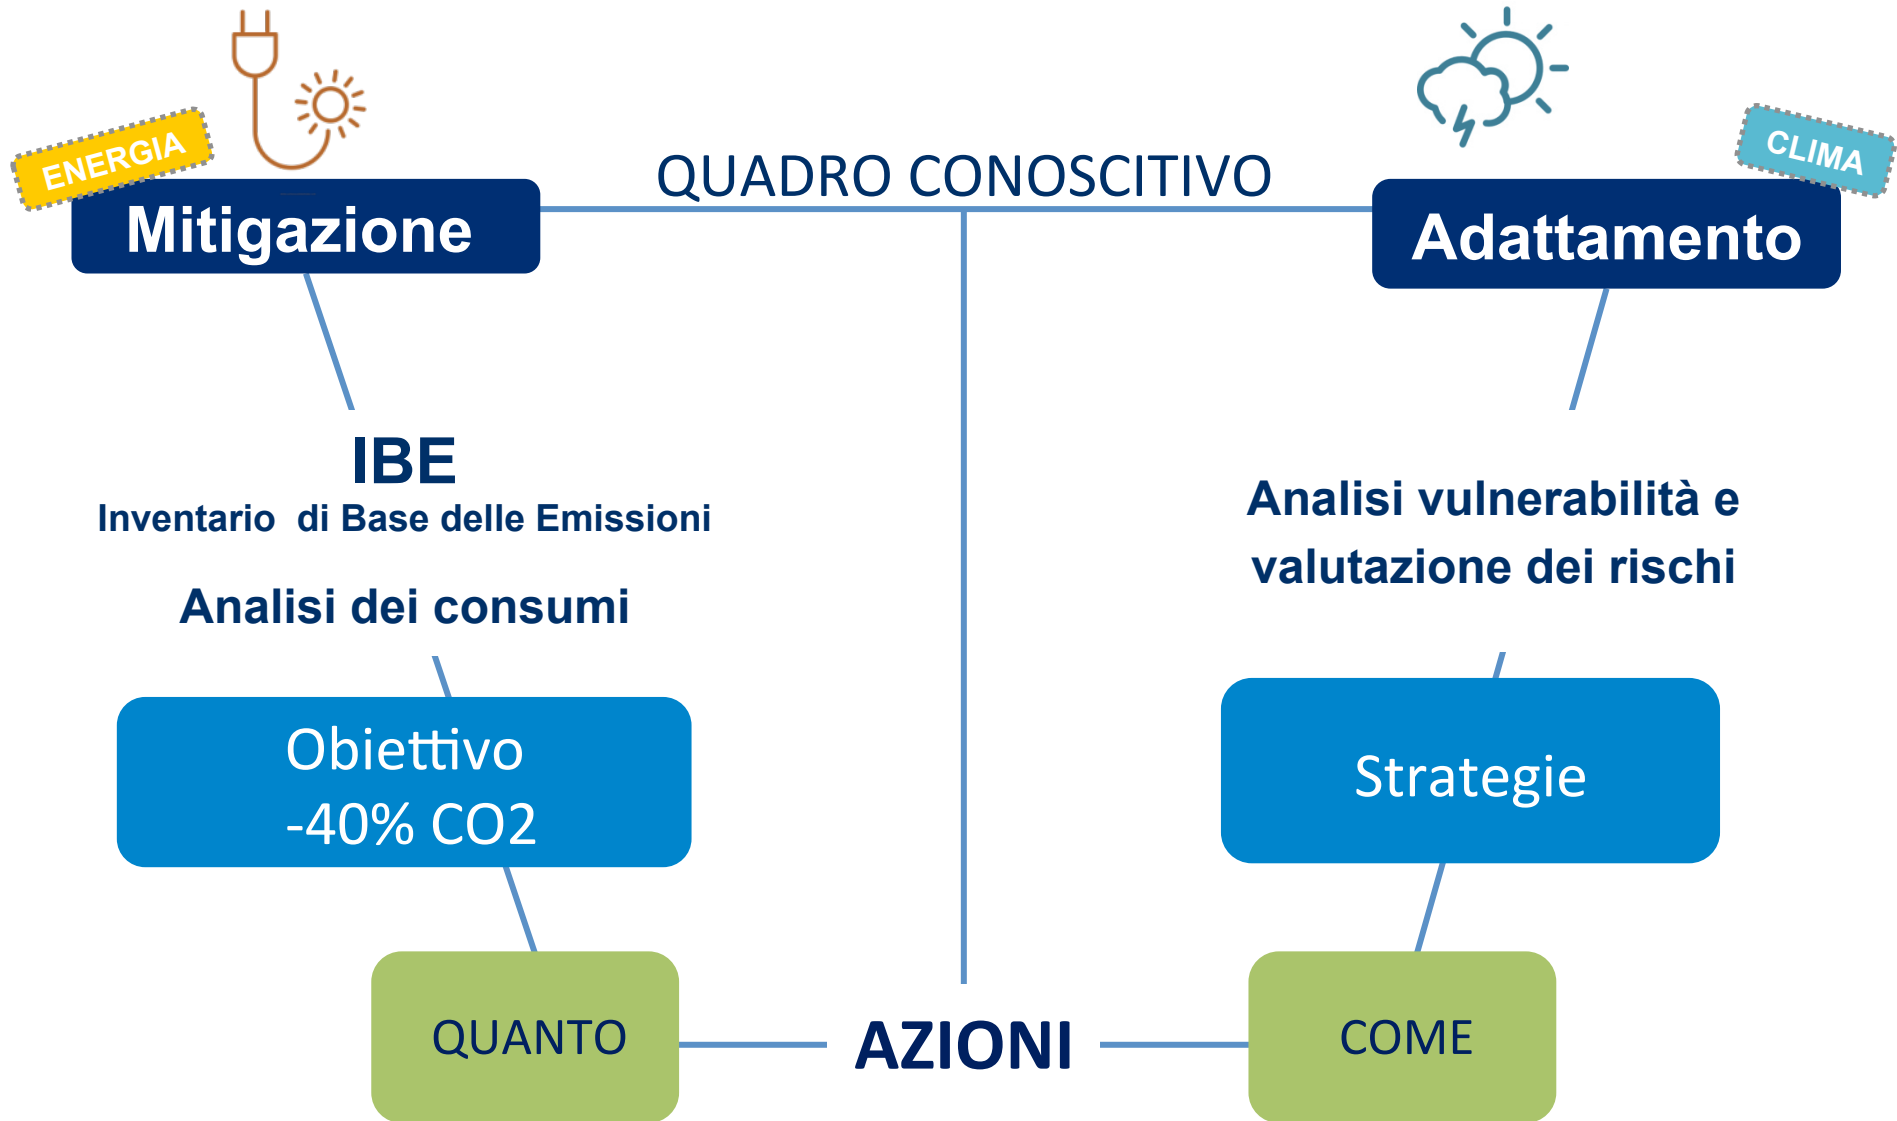 ENERGIA
CLIMA
QUADRO CONOSCITIVO
Mitigazione
Adattamento
IBE
Inventario di Base delle Emissioni
Analisi dei consumi
Analisi vulnerabilità e
valutazione dei rischi
Obiettivo
-40% CO2
Strategie
QUANTO
AZIONI
COME